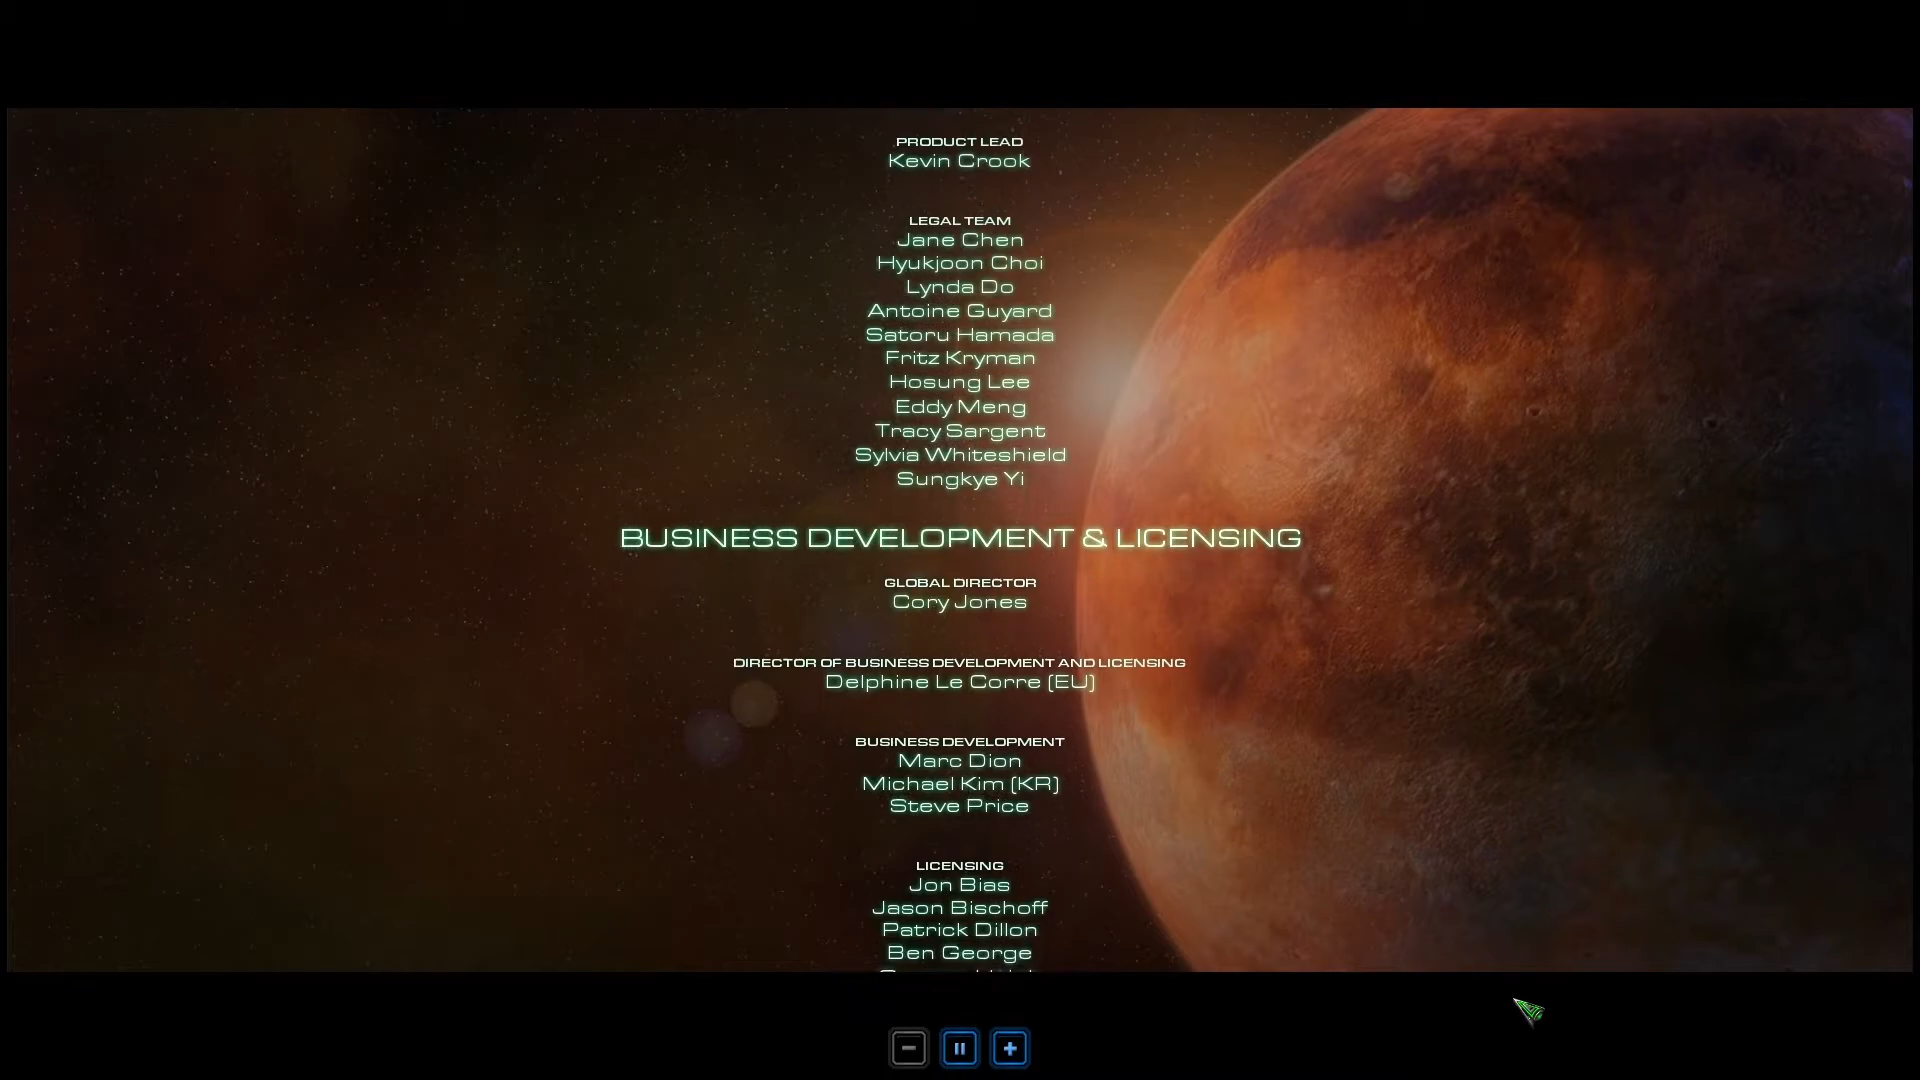 PRODUCT LEAD
Kevin Crook
LEGAL TEAM
Jane Chen
Hyukjoon Choi
Lynda Do
Antoine Guyard
Satoru Hamada
Fritz Kryman
Hosung Lee
Eddy Meng
Tracy Sargent
Sylvia Whiteshield
Sungkye Yi
BUSINESS DEVELOPMENT & LICENSING
GLOBAL DIRECTOR
Cory Jones
DIRECTOR OF BUSINESS DEVELOPMENT AND LICENSING
Delphine Le Corre (EU)
BUSINESS DEVELOPMENT
Marc Dion
Michael Kim (KR)
Steve Price
LICENSING
Jon Bias
Jason Bischoff
Patrick Dillon
Ben George